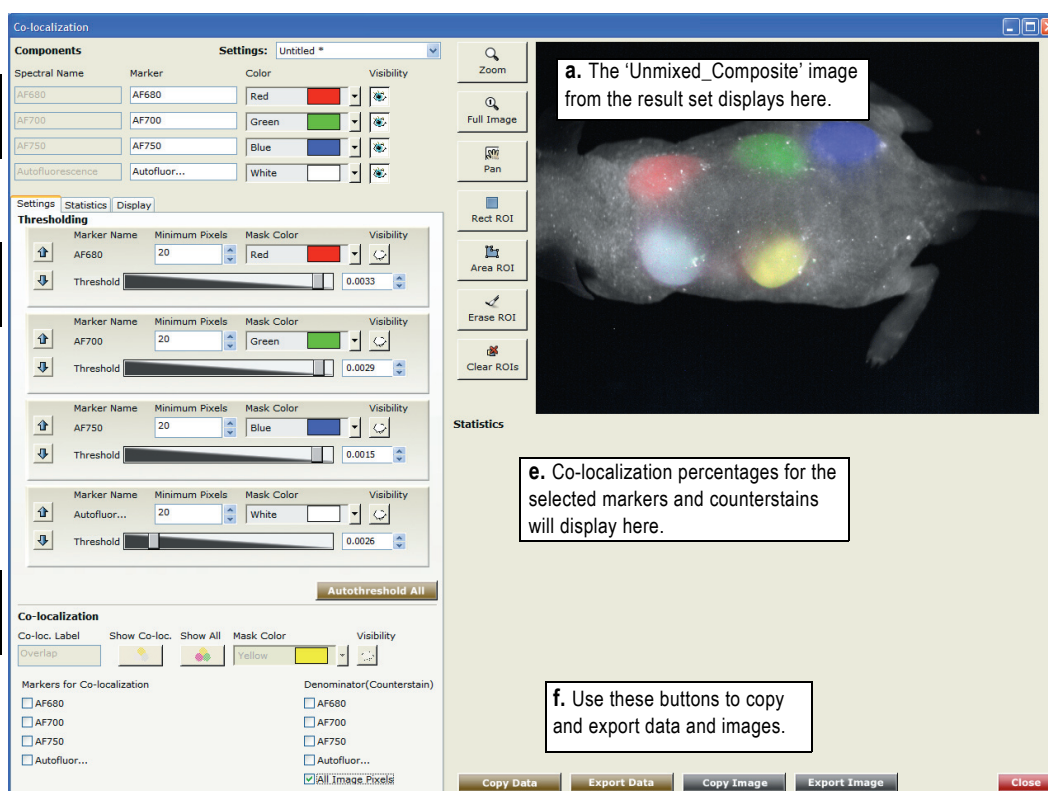 Co-localization
Components
Settings: Untitled *
Spectral Name Marker Color Visibility
AF680 AF680 Red
AF700 AF700 Green
AF750 AF750 Blue
Autofluorescence Autofluor... White
Settings Statistics Display
Thresholding
Marker Name Minimum Pixels Mask Color Visibility
AF680 20 Red
Threshold 0.0033
Marker Name Minimum Pixels Mask Color Visibility
AF700 20 Green
Threshold 0.0029
Marker Name Minimum Pixels Mask Color Visibility
AF750 20 Blue
Threshold 0.0015
Marker Name Minimum Pixels Mask Color Visibility
Autofluor... 20 White
Threshold 0.0026
Autothreshold All
Co-localization
Co-loc. Label Show Co-loc. Show All Mask Color Visibility
Overlap Yellow
Markers for Co-localization
AF680
AF700
AF750
Autofluor...
Denominator(Counterstain)
AF680
AF700
AF750
Autofluor...
All Image Pixels
Zoom
Full Image
Pan
Rect ROI
Area ROI
Erase ROI
Clear ROIs
a. The ‘Unmixed_Composite’ image
from the result set displays here.
Statistics
e. Co-localization percentages for the
selected markers and counterstains
will display here.
f. Use these buttons to copy
and export data and images.
Copy Data Export Data Copy Image Export Image Close